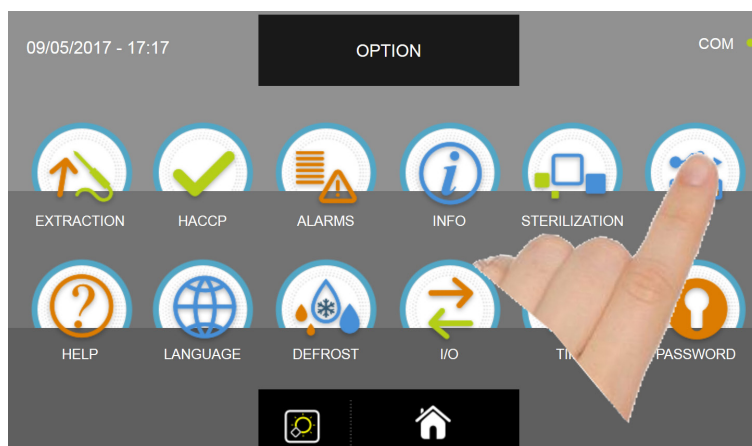 09/05/2017 - 17:17
OPTION
COM
EXTRACTION
HACCP
ALARMS
INFO
STERILIZATION
HELP
LANGUAGE
DEFROST
I/O
PASSWORD